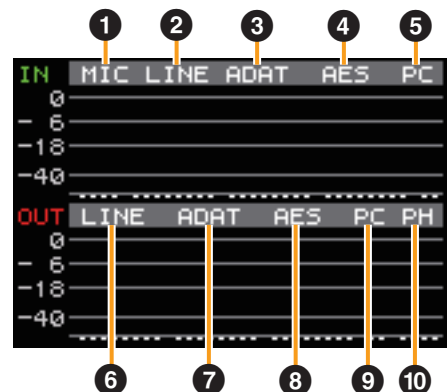 1 2 3 4 5
IN MIC LINE ADAT AES PC
0
- 6
-18
-40
OUT LINE ADAT AES PC PH
0
- 6
-18
-40
6 7 8 9 10